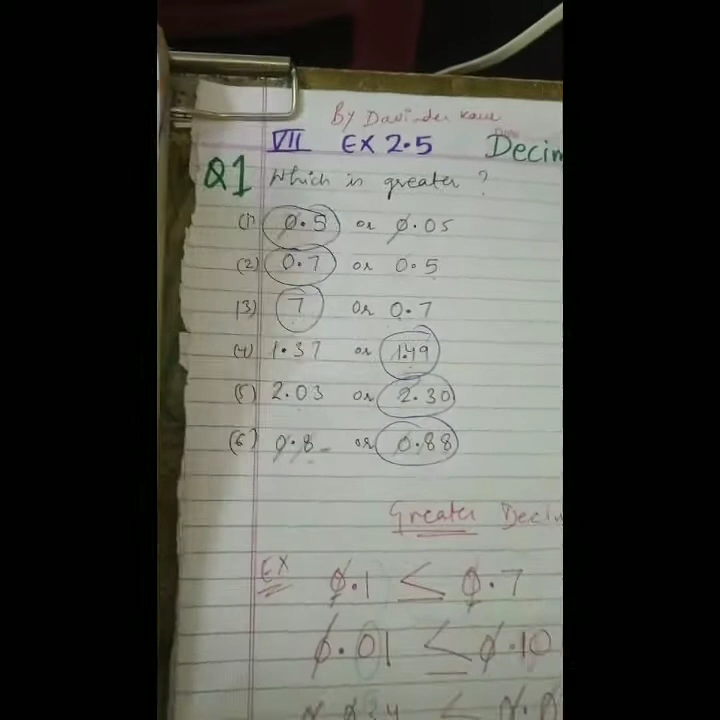 By Davinder Kaur
VII EX 2.5 Decim
Q1 Which is greater ?
(1) 0.5 or 0.05
(2) 0.7 or 0.5
(3) 7 or 0.7
(4) 1.37 or 1.49
(5) 2.03 or 2.30
(6) 0.8 or 0.88
Greater Decim
EX 0.1 < 0.7
0.01 < 0.10